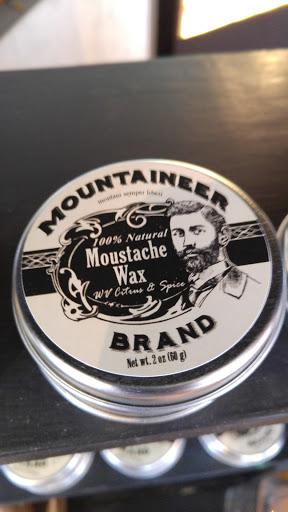 MOUNTAINEER
montani semper liberi
100% Natural
Moustache
Wax
WV Citrus & Spice
BRAND
Net wt. 2 oz (60 g)